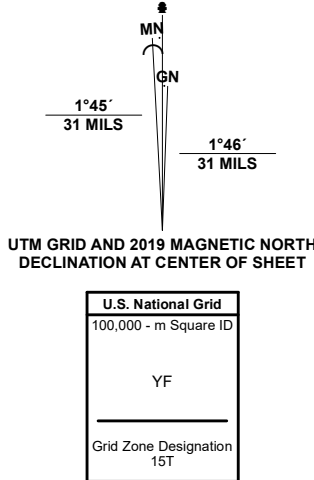 MN
GN
1°45´
31 MILS
1°46´
31 MILS
UTM GRID AND 2019 MAGNETIC NORTH
DECLINATION AT CENTER OF SHEET
U.S. National Grid
100,000 - m Square ID
YF
Grid Zone Designation
15T